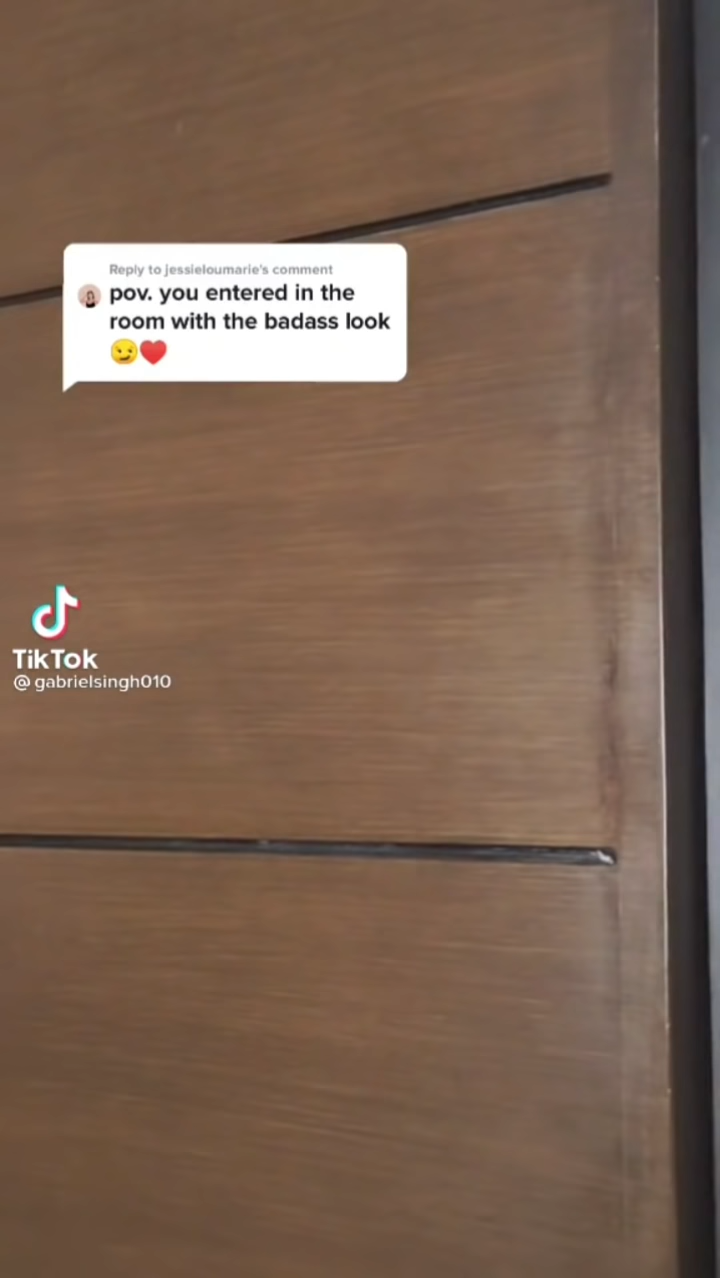 Reply to jessieloumarie's comment
pov. you entered in the
room with the badass look
😏❤️
TikTok
@gabrielsingh010